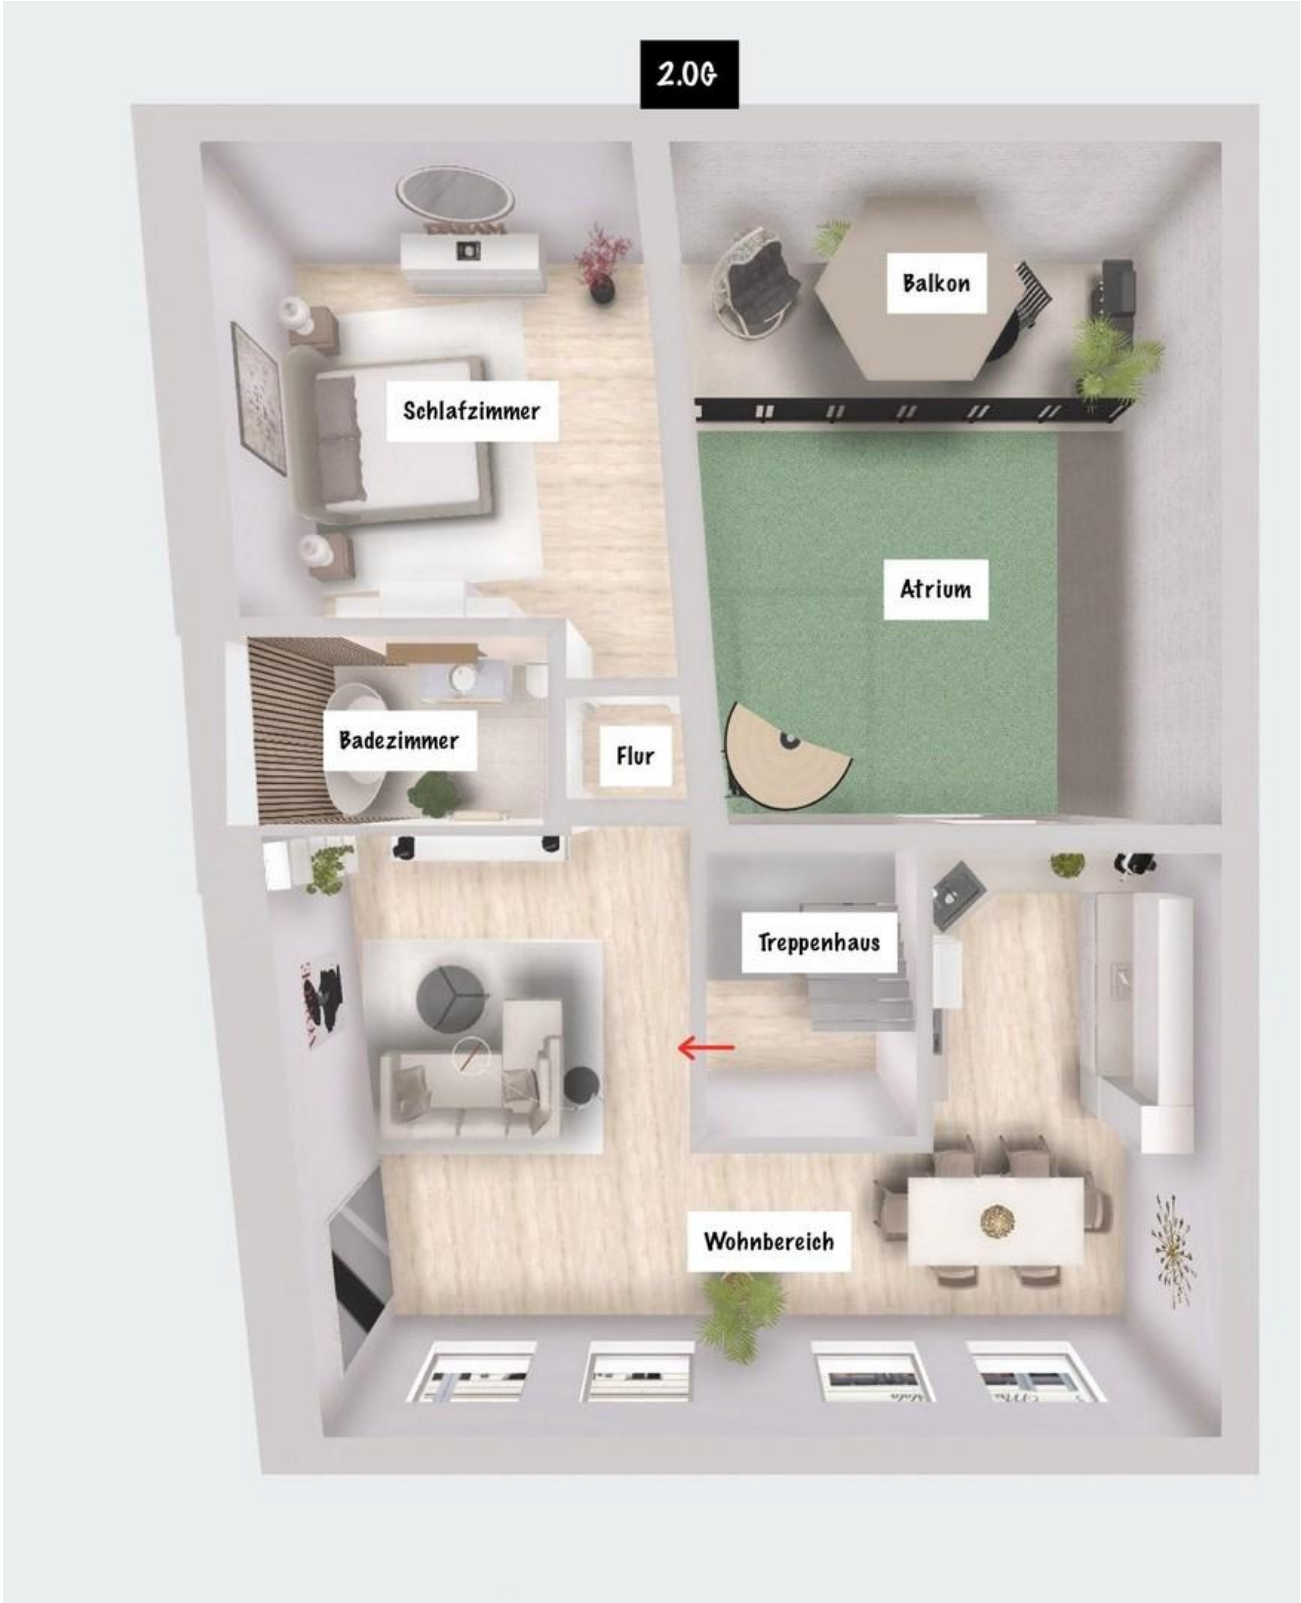 2.OG
Balkon
Schlafzimmer
Atrium
Badezimmer
Flur
Treppenhaus
Wohnbereich